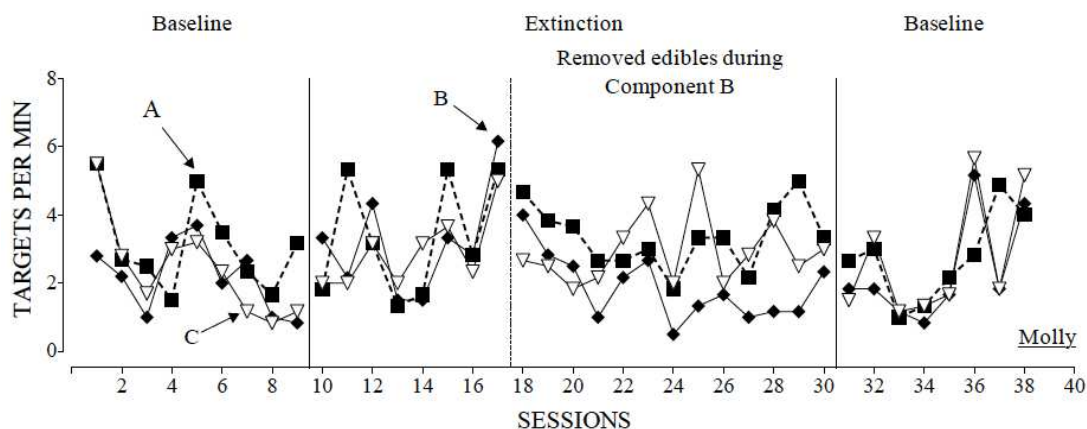 Baseline
Extinction
Baseline
Removed edibles during
Component B
8
6
4
2
0
TARGETS PER MIN
A
B
C
Molly
2 4 6 8 10 12 14 16 18 20 22 24 26 28 30 32 34 36 38 40
SESSIONS